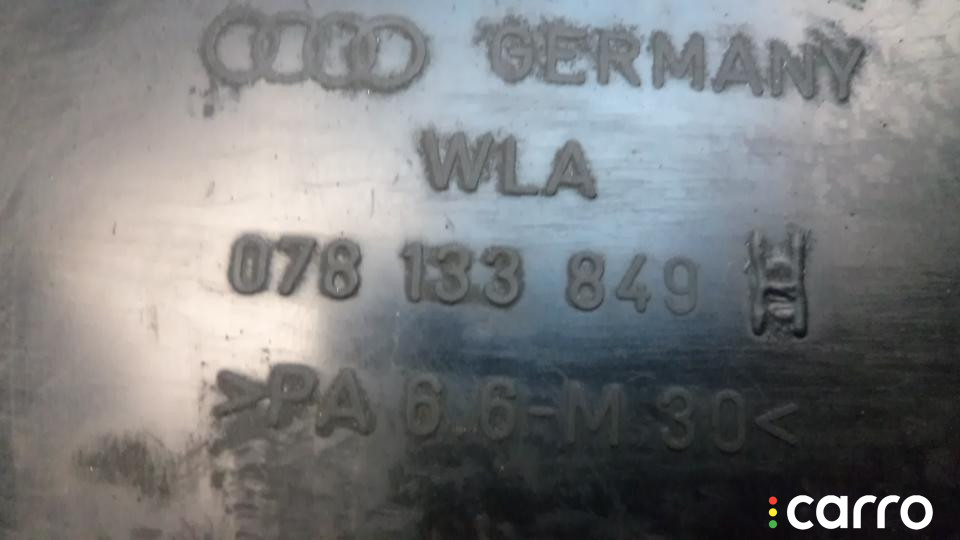 GERMANY
WLA
078 133 849
>PA 6.6-M 30<
carro